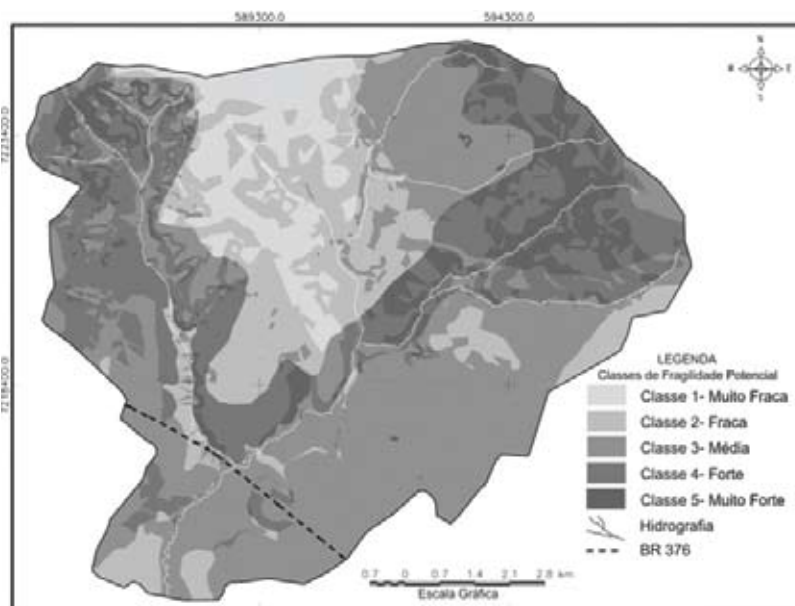 589300.0 594300.0
N
W E
S
7223400.0
7218400.0
LEGENDA
Classes de Fragilidade Potencial
Classe 1- Muito Fraca
Classe 2- Fraca
Classe 3- Média
Classe 4- Forte
Classe 5- Muito Forte
Hidrografia
BR 376
0.7 0 0.7 1.4 2.1 2.8 km
Escala Gráfica